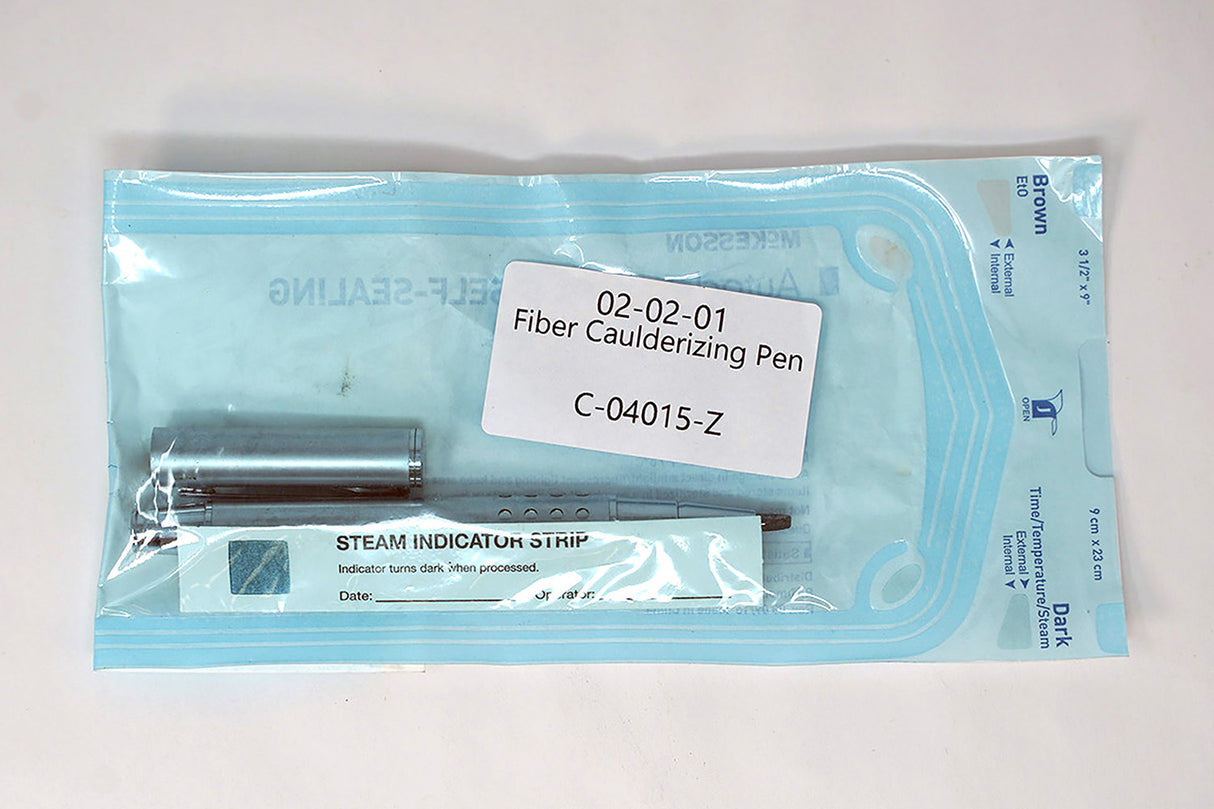 McKESSON
SELF-SEALING
02-02-01
Fiber Caulderizing Pen
C-04015-Z
STEAM INDICATOR STRIP
Indicator turns dark when processed.
Date:
Operator:
Brown
EtO
External
Internal
3 1/2" x 9"
OPEN
9 cm x 23 cm
Dark
Time/Temperature/Steam
External
Internal